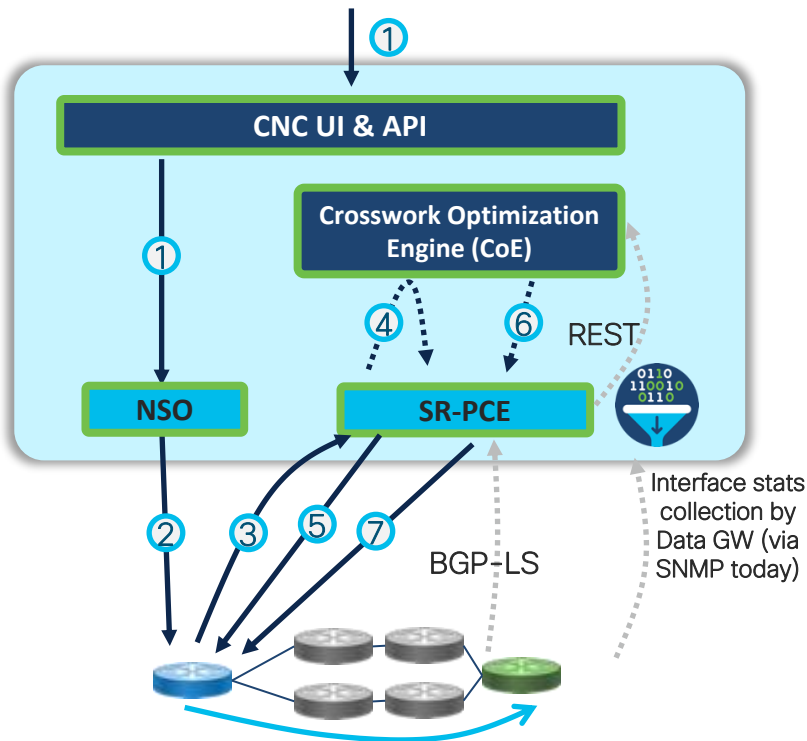 1
CNC UI & API
Crosswork Optimization
Engine (CoE)
1
4
6
REST
0110
110010
0110
NSO
SR-PCE
2
3
5
7
BGP-LS
Interface stats
collection by
Data GW (via
SNMP today)